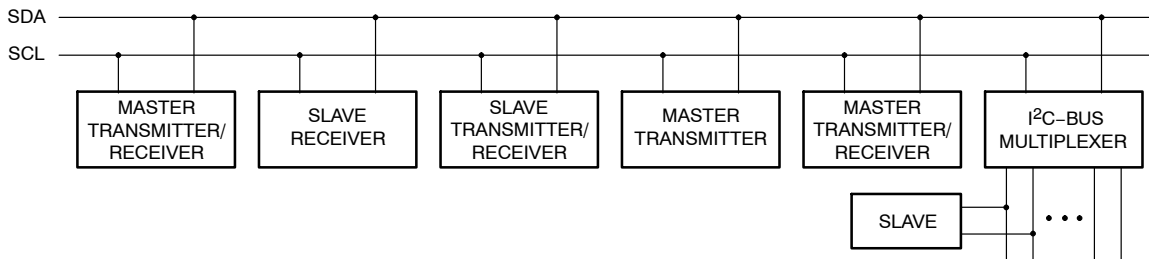 SDA
SCL
MASTER
TRANSMITTER/
RECEIVER
SLAVE
RECEIVER
SLAVE
TRANSMITTER/
RECEIVER
MASTER
TRANSMITTER
MASTER
TRANSMITTER/
RECEIVER
I²C−BUS
MULTIPLEXER
SLAVE